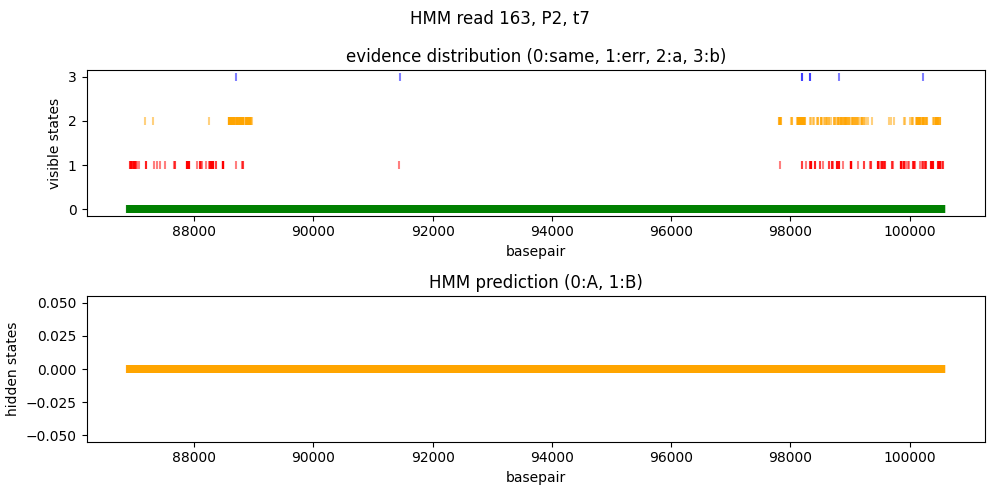 HMM read 163, P2, t7
evidence distribution (0:same, 1:err, 2:a, 3:b)
visible states
3
2
1
0
88000 90000 92000 94000 96000 98000 100000
basepair
HMM prediction (0:A, 1:B)
hidden states
0.050
0.025
0.000
−0.025
−0.050
88000 90000 92000 94000 96000 98000 100000
basepair